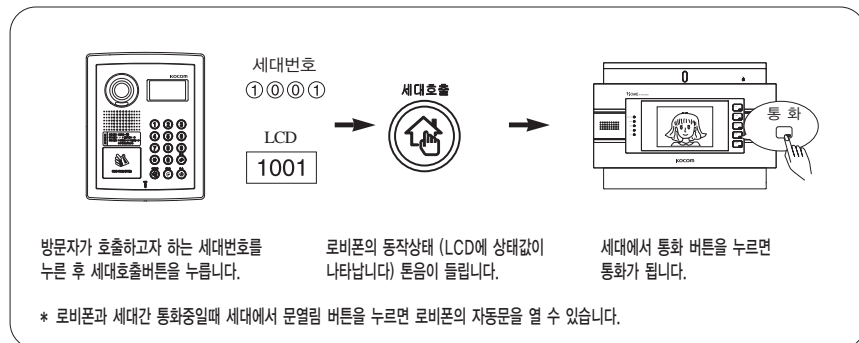 세대번호
①⓪⓪①
LCD
1001
세대호출
KOCOM
통 화
KOCOM
방문자가 호출하고자 하는 세대번호를
누른 후 세대호출버튼을 누릅니다.
로비폰의 동작상태 (LCD에 상태값이
나타납니다) 톤음이 들립니다.
세대에서 통화 버튼을 누르면
통화가 됩니다.
* 로비폰과 세대간 통화중일때 세대에서 문열림 버튼을 누르면 로비폰의 자동문을 열 수 있습니다.